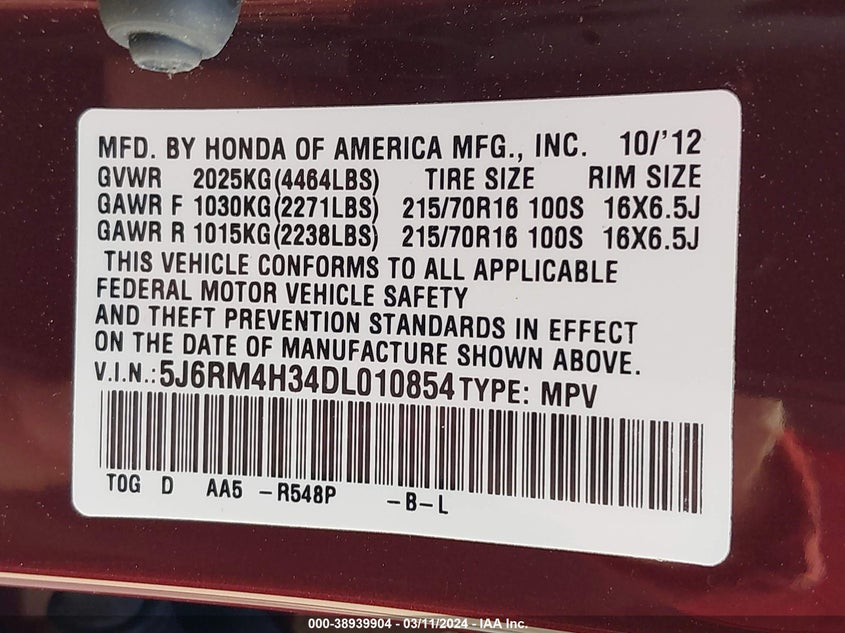 MFD. BY HONDA OF AMERICA MFG., INC. 10/'12
GVWR 2025KG(4464LBS) TIRE SIZE RIM SIZE
GAWR F 1030KG(2271LBS) 215/70R16 100S 16X6.5J
GAWR R 1015KG(2238LBS) 215/70R16 100S 16X6.5J
THIS VEHICLE CONFORMS TO ALL APPLICABLE
FEDERAL MOTOR VEHICLE SAFETY
AND THEFT PREVENTION STANDARDS IN EFFECT
ON THE DATE OF MANUFACTURE SHOWN ABOVE.
V.I.N.:5J6RM4H34DL010854 TYPE: MPV
TOG D AA5 -R548P -B-L
000-38939904 - 03/11/2024 - IAA Inc.